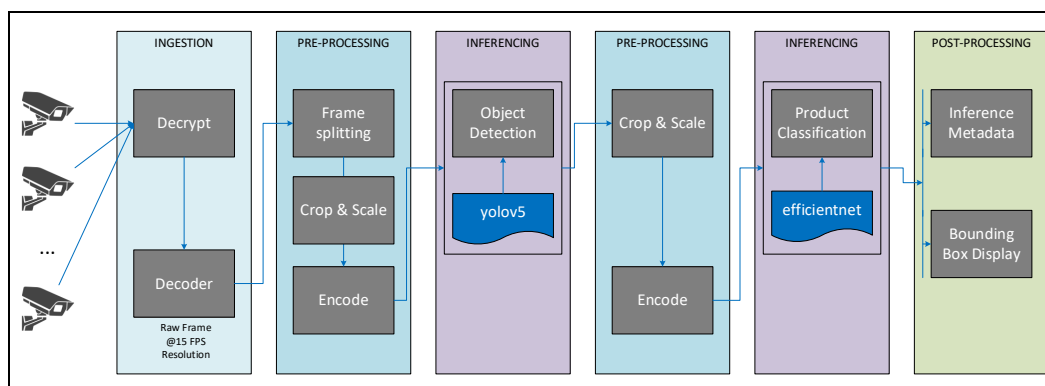 INGESTION
PRE-PROCESSING
INFERENCING
PRE-PROCESSING
INFERENCING
POST-PROCESSING
Decrypt
Decoder
Raw Frame
@15 FPS
Resolution
...
Frame
splitting
Crop & Scale
Encode
Object
Detection
yolov5
Crop & Scale
Encode
Product
Classification
efficientnet
Inference
Metadata
Bounding
Box Display